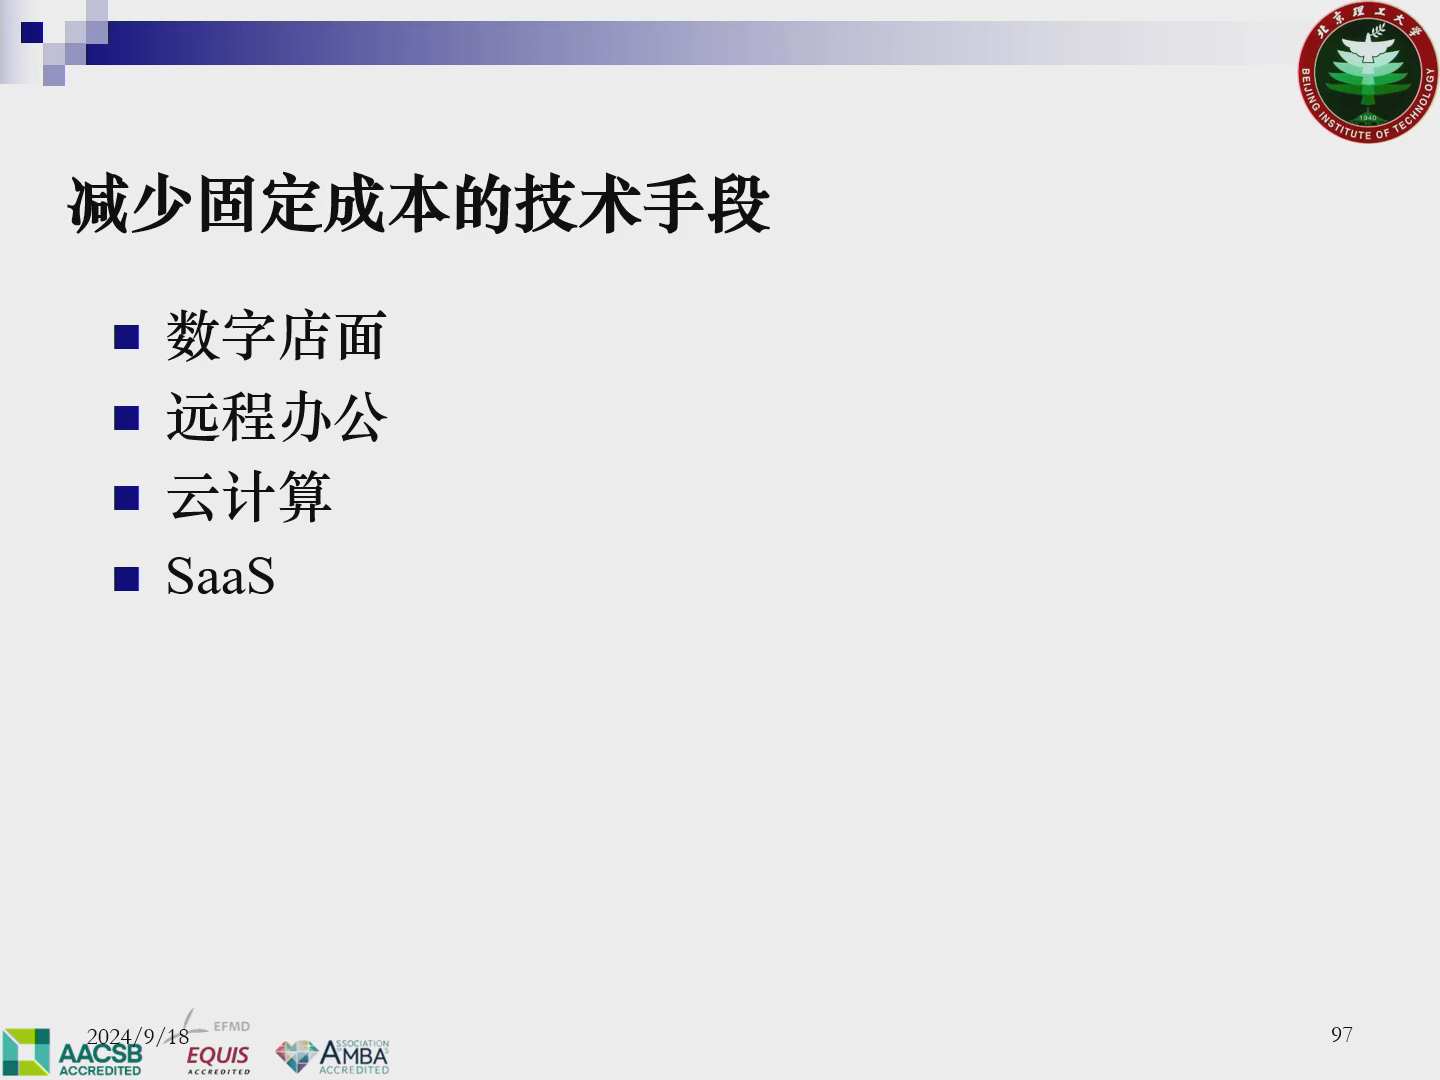 北京理工大学
BEIJING INSTITUTE OF TECHNOLOGY
1940
减少固定成本的技术手段
数字店面
远程办公
云计算
SaaS
2024/9/18
AACSB
ACCREDITED
EFMD
EQUIS
ACCREDITED
ASSOCIATION
AMBA
ACCREDITED
97